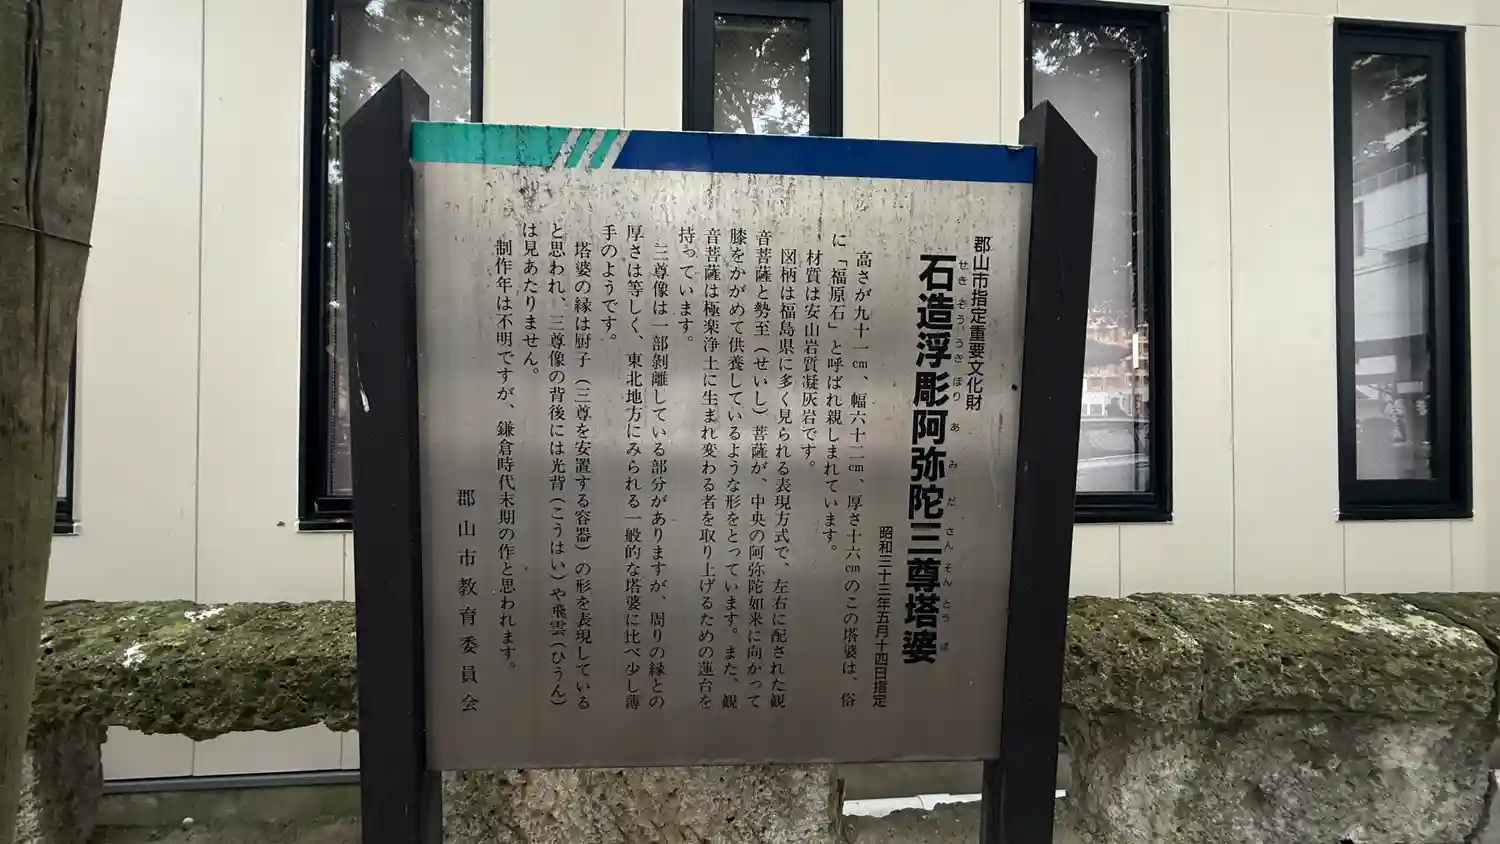 郡山市指定重要文化財
石造浮彫阿弥陀三尊塔婆
せきぞううきぼりあみださんそんとうば
昭和三十三年五月十四日指定
高さが九十一㎝、幅六十二㎝、厚さ十六㎝のこの塔婆は、俗
に「福原石」と呼ばれ親しまれています。
材質は安山岩質凝灰岩です。
図柄は福島県に多く見られる表現方式で、左右に配された観
音菩薩と勢至（せいし）菩薩が、中央の阿弥陀如来に向かって
膝をかがめて供養しているような形をとっています。また、観
音菩薩は極楽浄土に生まれ変わる者を取り上げるための蓮台を
持っています。
三尊像は一部剝離している部分がありますが、周りの縁との
厚さは等しく、東北地方にみられる一般的な塔婆に比べ少し薄
手のようです。
塔婆の縁は厨子（三尊を安置する容器）の形を表現している
と思われ、三尊像の背後には光背（こうはい）や飛雲（ひうん）
は見あたりません。
制作年は不明ですが、鎌倉時代末期の作と思われます。
郡山市教育委員会